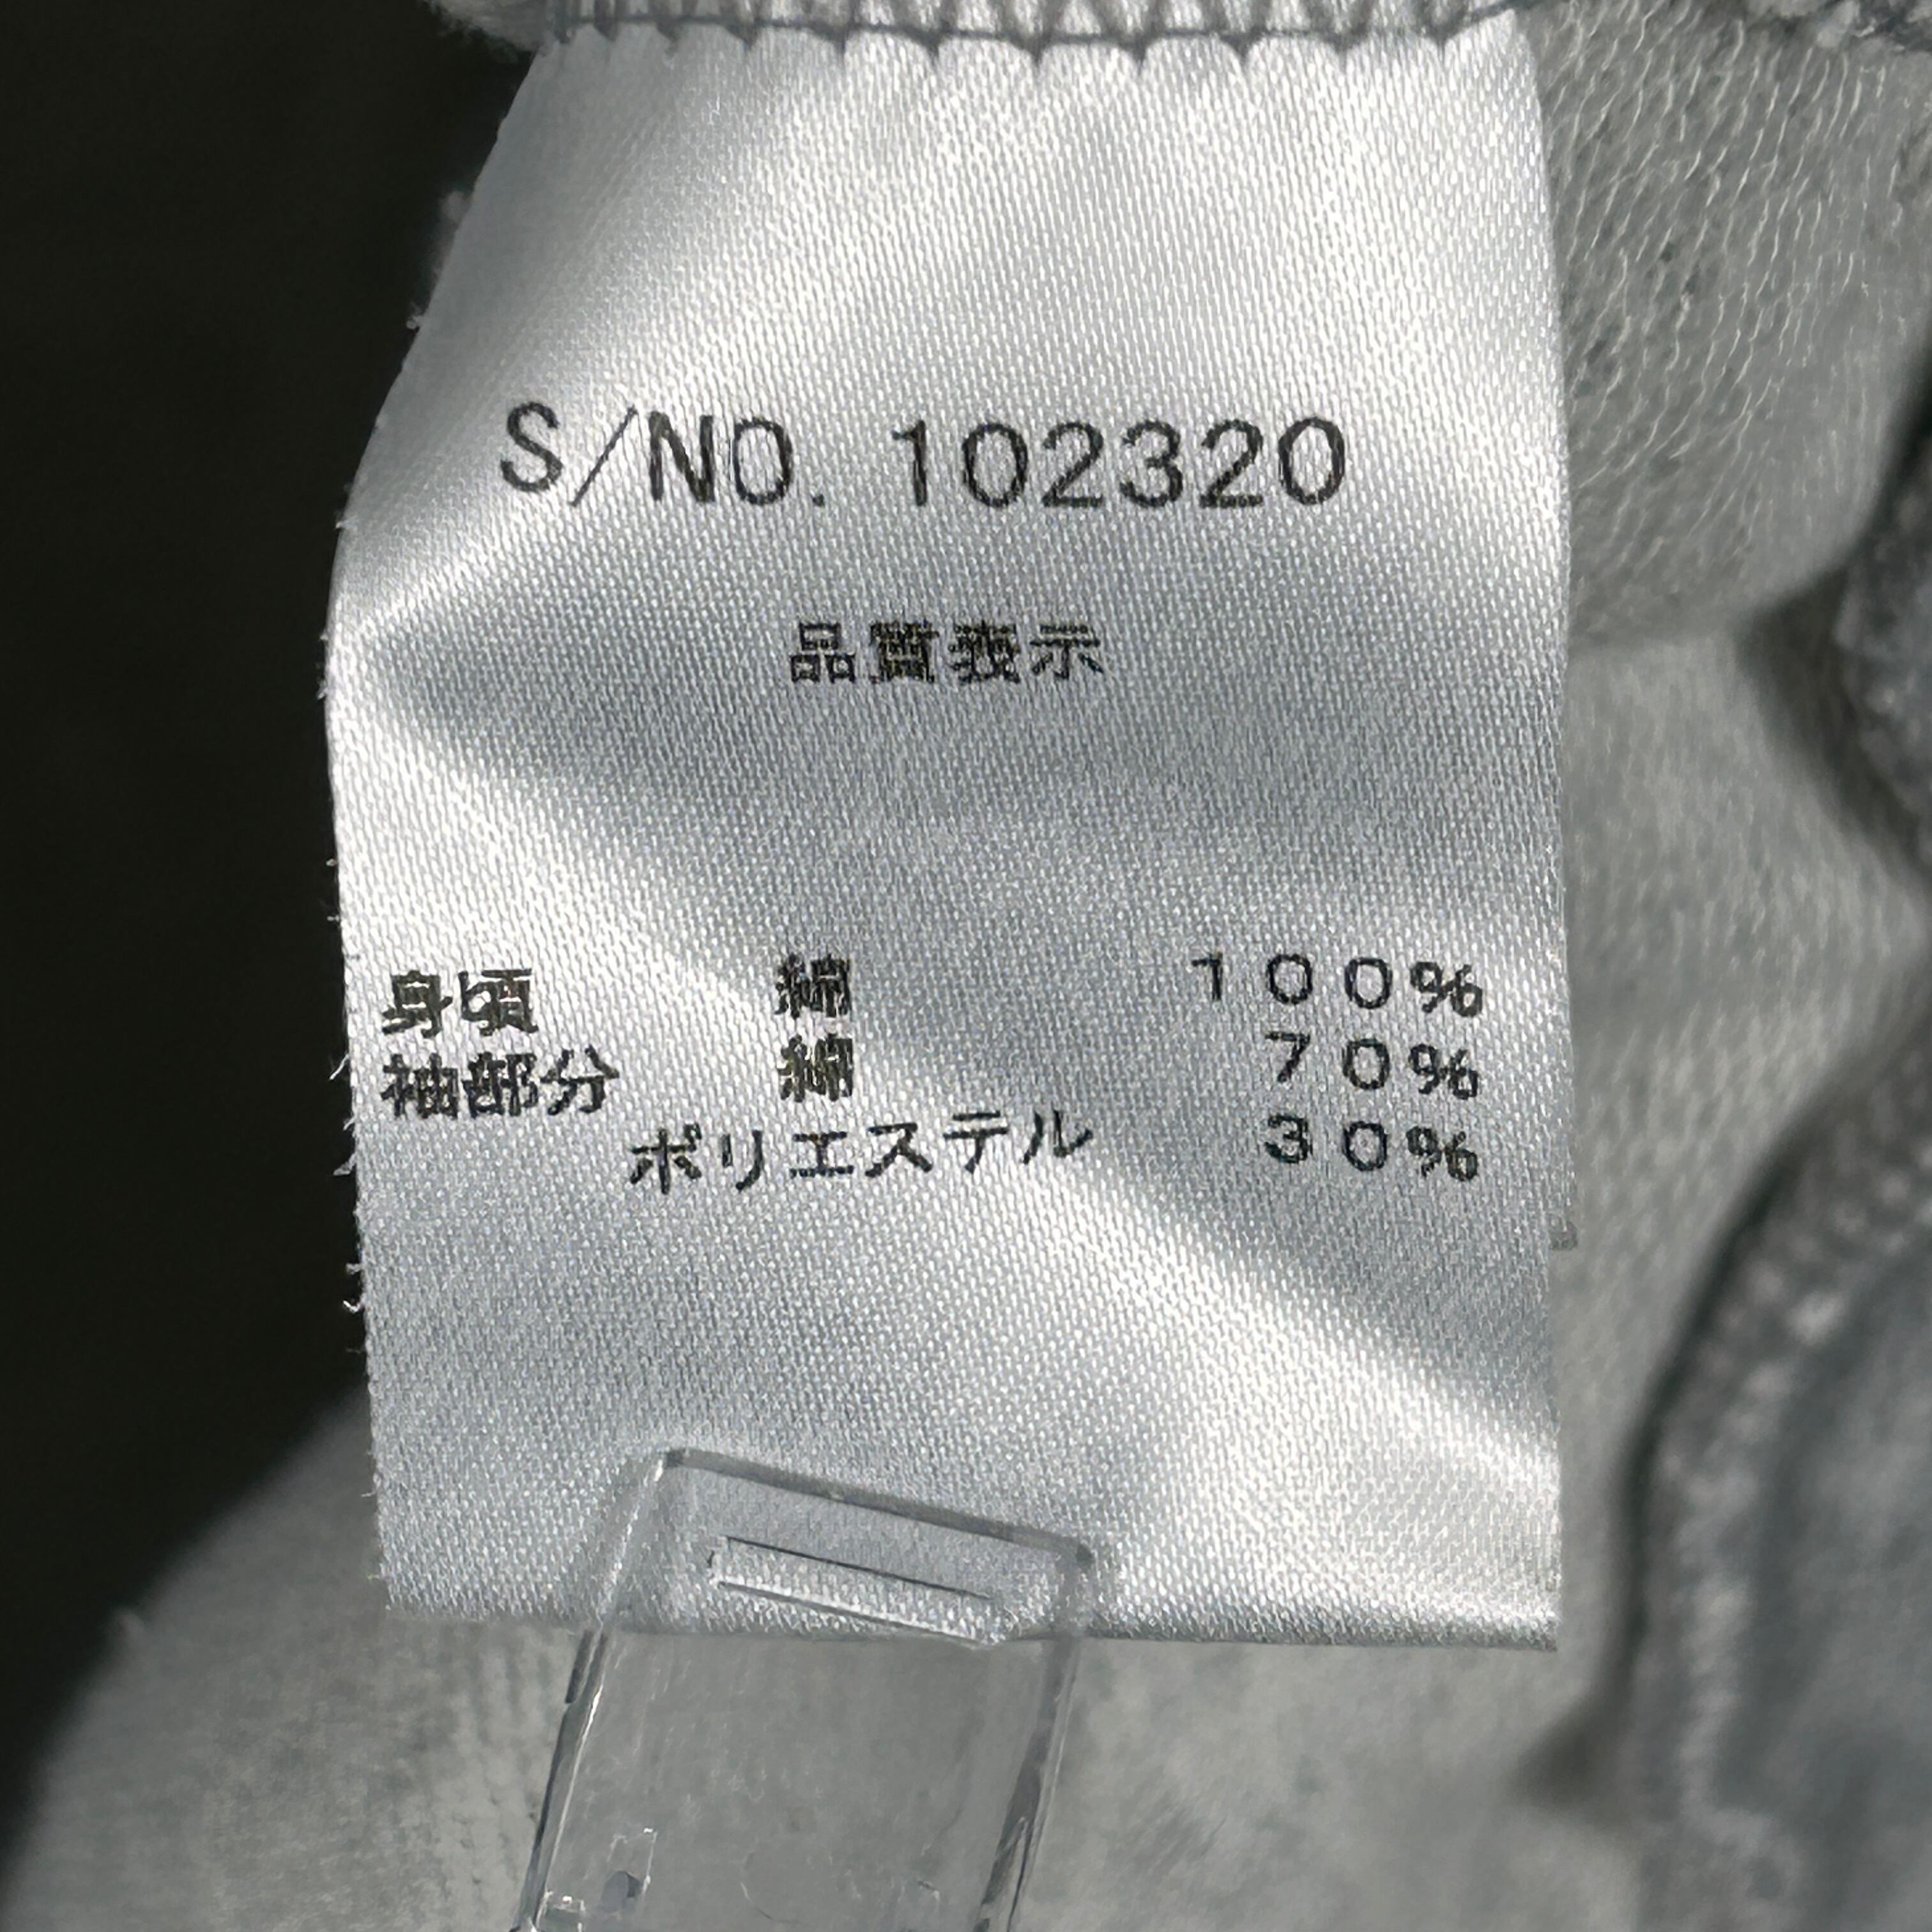 S/NO. 102320
品質表示
身頃 綿 100%
袖部分 綿 70%
ポリエステル 30%